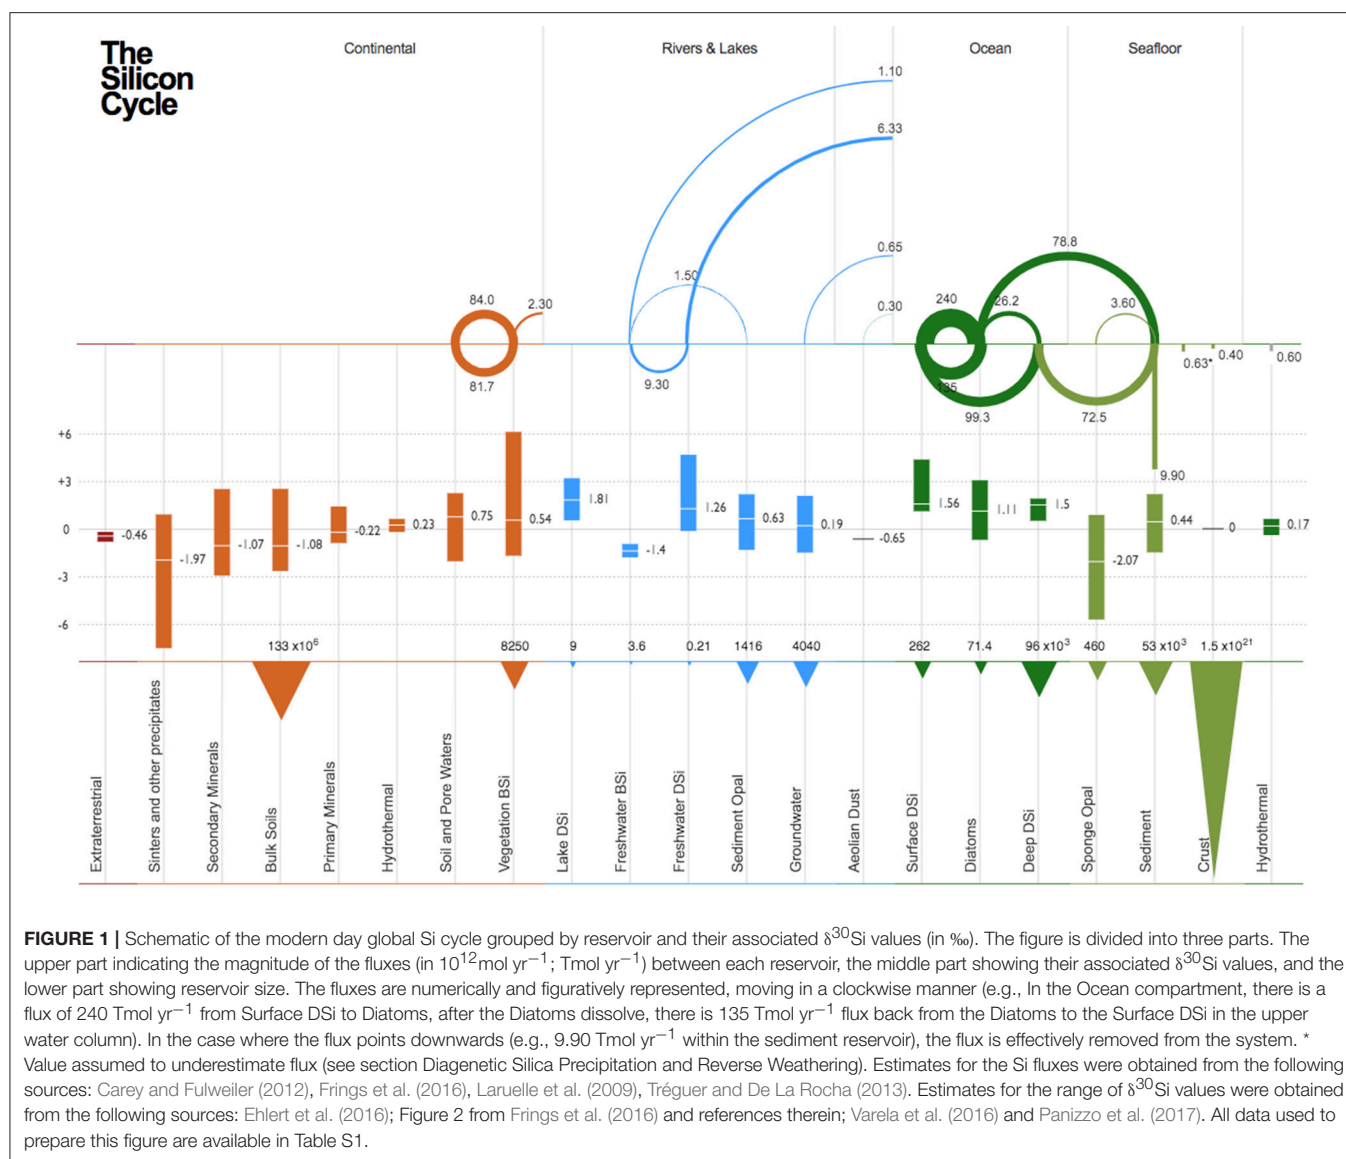 The
Silicon
Cycle
Continental
Rivers & Lakes
Ocean
Seafloor
1.10
6.33
0.65
0.30
1.50
9.30
84.0
2.30
81.7
240
26.2
78.8
3.60
135
99.3
72.5
0.63*
0.40
0.60
9.90
+6
+3
0
-3
-6
-0.46
-1.97
-1.07
-1.08
-0.22
0.23
0.75
0.54
1.81
-1.4
1.26
0.63
0.19
-0.65
1.56
1.11
1.5
-2.07
0.44
0
0.17
133 x10⁶
8250
9
3.6
0.21
1416
4040
262
71.4
96 x10³
460
53 x10³
1.5 x10²¹
Extraterrestrial
Sinters and other precipitates
Secondary Minerals
Bulk Soils
Primary Minerals
Hydrothermal
Soil and Pore Waters
Vegetation BSi
Lake DSi
Freshwater BSi
Freshwater DSi
Sediment Opal
Groundwater
Aeolian Dust
Surface DSi
Diatoms
Deep DSi
Sponge Opal
Sediment
Crust
Hydrothermal
FIGURE 1 | Schematic of the modern day global Si cycle grouped by reservoir and their associated δ³⁰Si values (in ‰). The figure is divided into three parts. The
upper part indicating the magnitude of the fluxes (in 10¹²mol yr⁻¹; Tmol yr⁻¹) between each reservoir, the middle part showing their associated δ³⁰Si values, and the
lower part showing reservoir size. The fluxes are numerically and figuratively represented, moving in a clockwise manner (e.g., In the Ocean compartment, there is a
flux of 240 Tmol yr⁻¹ from Surface DSi to Diatoms, after the Diatoms dissolve, there is 135 Tmol yr⁻¹ flux back from the Diatoms to the Surface DSi in the upper
water column). In the case where the flux points downwards (e.g., 9.90 Tmol yr⁻¹ within the sediment reservoir), the flux is effectively removed from the system. *
Value assumed to underestimate flux (see section Diagenetic Silica Precipitation and Reverse Weathering). Estimates for the Si fluxes were obtained from the following
sources: Carey and Fulweiler (2012), Frings et al. (2016), Laruelle et al. (2009), Tréguer and De La Rocha (2013). Estimates for the range of δ³⁰Si values were obtained
from the following sources: Ehlert et al. (2016); Figure 2 from Frings et al. (2016) and references therein; Varela et al. (2016) and Panizzo et al. (2017). All data used to
prepare this figure are available in Table S1.